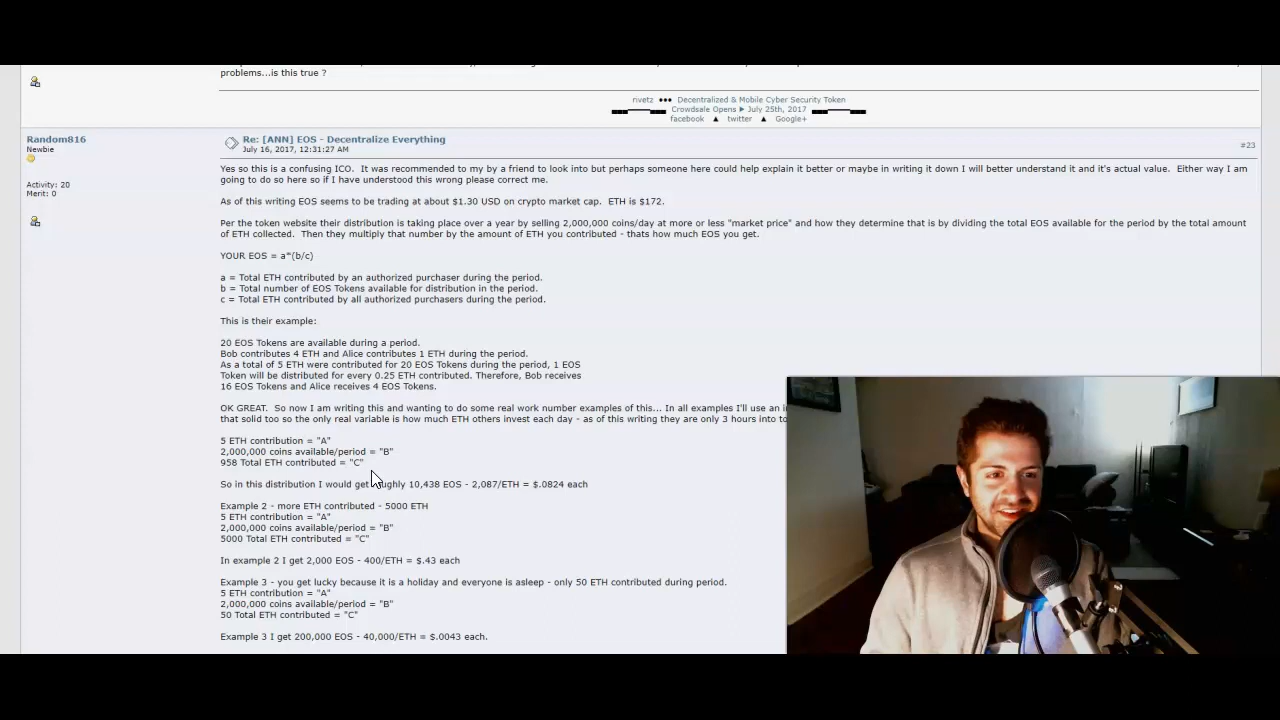 problems...is this true ?
rivetz ●●● Decentralized & Mobile Cyber Security Token
Crowdsale Opens ▶ July 25th, 2017
facebook ▲ twitter ▲ Google+
Random816
Newbie
Activity: 20
Merit: 0
Re: [ANN] EOS - Decentralize Everything
July 16, 2017, 12:31:27 AM
#23
Yes so this is a confusing ICO. It was recommended to my by a friend to look into but perhaps someone here could help explain it better or maybe in writing it down I will better understand it and it's actual value. Either way I am
going to do so here so if I have understood this wrong please correct me.
As of this writing EOS seems to be trading at about $1.30 USD on crypto market cap. ETH is $172.
Per the token website their distribution is taking place over a year by selling 2,000,000 coins/day at more or less "market price" and how they determine that is by dividing the total EOS available for the period by the total amount
of ETH collected. Then they multiply that number by the amount of ETH you contributed - thats how much EOS you get.
YOUR EOS = a*(b/c)
a = Total ETH contributed by an authorized purchaser during the period.
b = Total number of EOS Tokens available for distribution in the period.
c = Total ETH contributed by all authorized purchasers during the period.
This is their example:
20 EOS Tokens are available during a period.
Bob contributes 4 ETH and Alice contributes 1 ETH during the period.
As a total of 5 ETH were contributed for 20 EOS Tokens during the period, 1 EOS
Token will be distributed for every 0.25 ETH contributed. Therefore, Bob receives
16 EOS Tokens and Alice receives 4 EOS Tokens.
OK GREAT. So now I am writing this and wanting to do some real work number examples of this... In all examples I'll use an
that solid too so the only real variable is how much ETH others invest each day - as of this writing they are only 3 hours into
5 ETH contribution = "A"
2,000,000 coins available/period = "B"
958 Total ETH contributed = "C"
So in this distribution I would get roughly 10,438 EOS - 2,087/ETH = $.0824 each
Example 2 - more ETH contributed - 5000 ETH
5 ETH contribution = "A"
2,000,000 coins available/period = "B"
5000 Total ETH contributed = "C"
In example 2 I get 2,000 EOS - 400/ETH = $.43 each
Example 3 - you get lucky because it is a holiday and everyone is asleep - only 50 ETH contributed during period.
5 ETH contribution = "A"
2,000,000 coins available/period = "B"
50 Total ETH contributed = "C"
Example 3 I get 200,000 EOS - 40,000/ETH = $.0043 each.